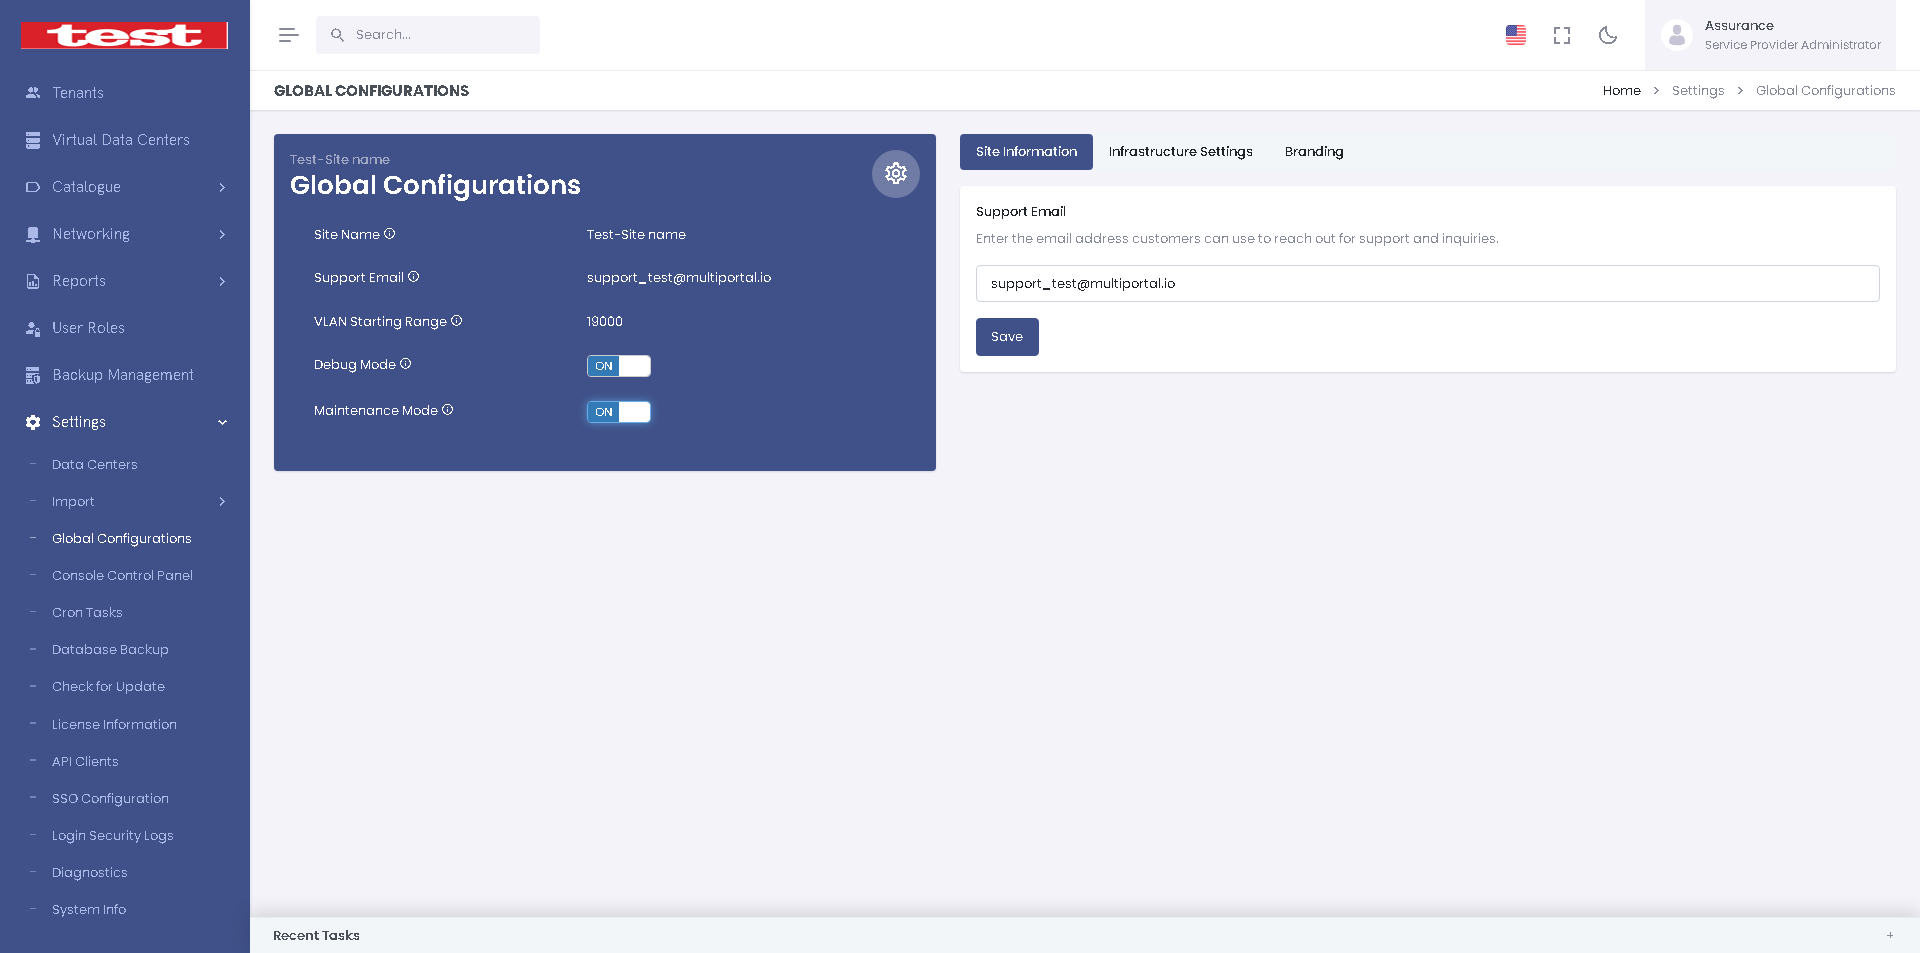 test
Search...
Assurance
Service Provider Administrator
Tenants
Virtual Data Centers
Catalogue
Networking
Reports
User Roles
Backup Management
Settings
Data Centers
Import
Global Configurations
Console Control Panel
Cron Tasks
Database Backup
Check for Update
License Information
API Clients
SSO Configuration
Login Security Logs
Diagnostics
System Info
GLOBAL CONFIGURATIONS
Home > Settings > Global Configurations
Test-Site name
Global Configurations
Site Name Test-Site name
Support Email support_test@multiportal.io
VLAN Starting Range 19000
Debug Mode ON
Maintenance Mode ON
Site Information Infrastructure Settings Branding
Support Email
Enter the email address customers can use to reach out for support and inquiries.
support_test@multiportal.io
Save
Recent Tasks +